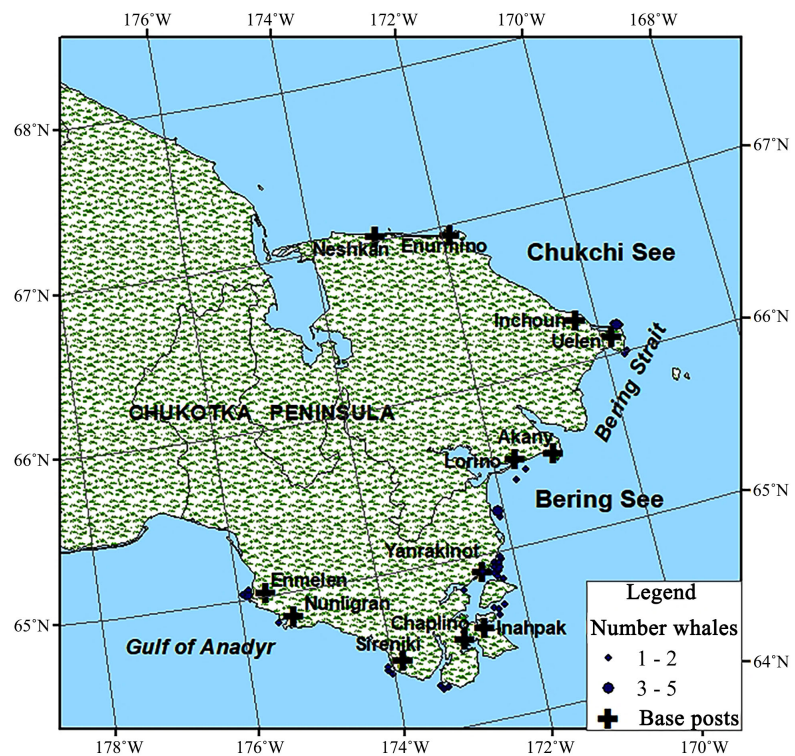 176°W 174°W 172°W 170°W 168°W
68°N
67°N
Neshkan Enurmino
Chukchi See
67°N
Inchoun
66°N
Uelen
Bering Strait
CHUKOTKA PENINSULA
Akany
66°N
Lorino
Bering See
65°N
Yanrakinot
Enmelen
Nunligran
Chaplino
Inahpak
65°N
Gulf of Anadyr
Sireniki
64°N
Legend
Number whales
1 - 2
3 - 5
Base posts
178°W 176°W 174°W 172°W 170°W